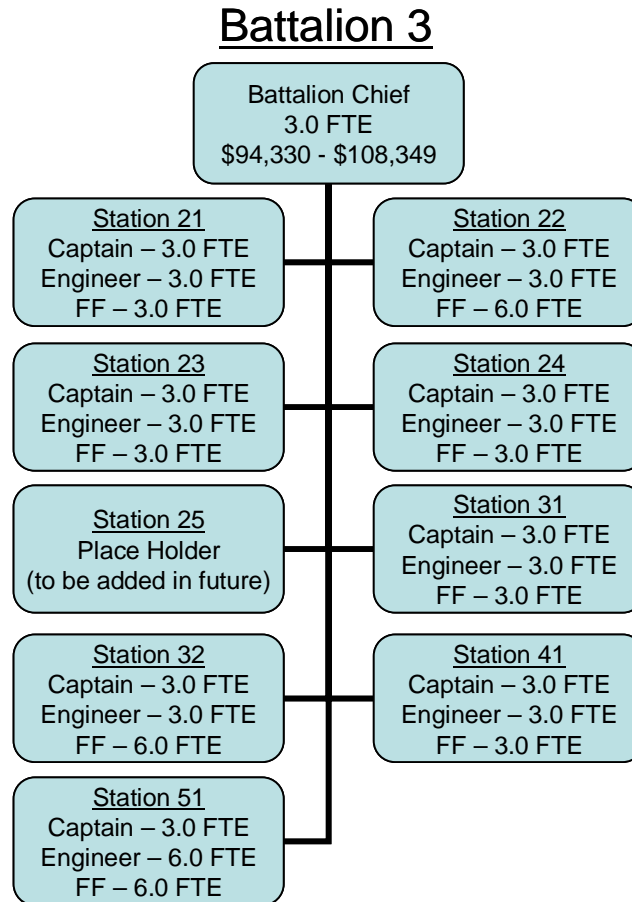 Battalion 3
Battalion Chief
3.0 FTE
$94,330 - $108,349
Station 21
Captain – 3.0 FTE
Engineer – 3.0 FTE
FF – 3.0 FTE
Station 22
Captain – 3.0 FTE
Engineer – 3.0 FTE
FF – 6.0 FTE
Station 23
Captain – 3.0 FTE
Engineer – 3.0 FTE
FF – 3.0 FTE
Station 24
Captain – 3.0 FTE
Engineer – 3.0 FTE
FF – 3.0 FTE
Station 25
Place Holder
(to be added in future)
Station 31
Captain – 3.0 FTE
Engineer – 3.0 FTE
FF – 3.0 FTE
Station 32
Captain – 3.0 FTE
Engineer – 3.0 FTE
FF – 6.0 FTE
Station 41
Captain – 3.0 FTE
Engineer – 3.0 FTE
FF – 3.0 FTE
Station 51
Captain – 3.0 FTE
Engineer – 6.0 FTE
FF – 6.0 FTE